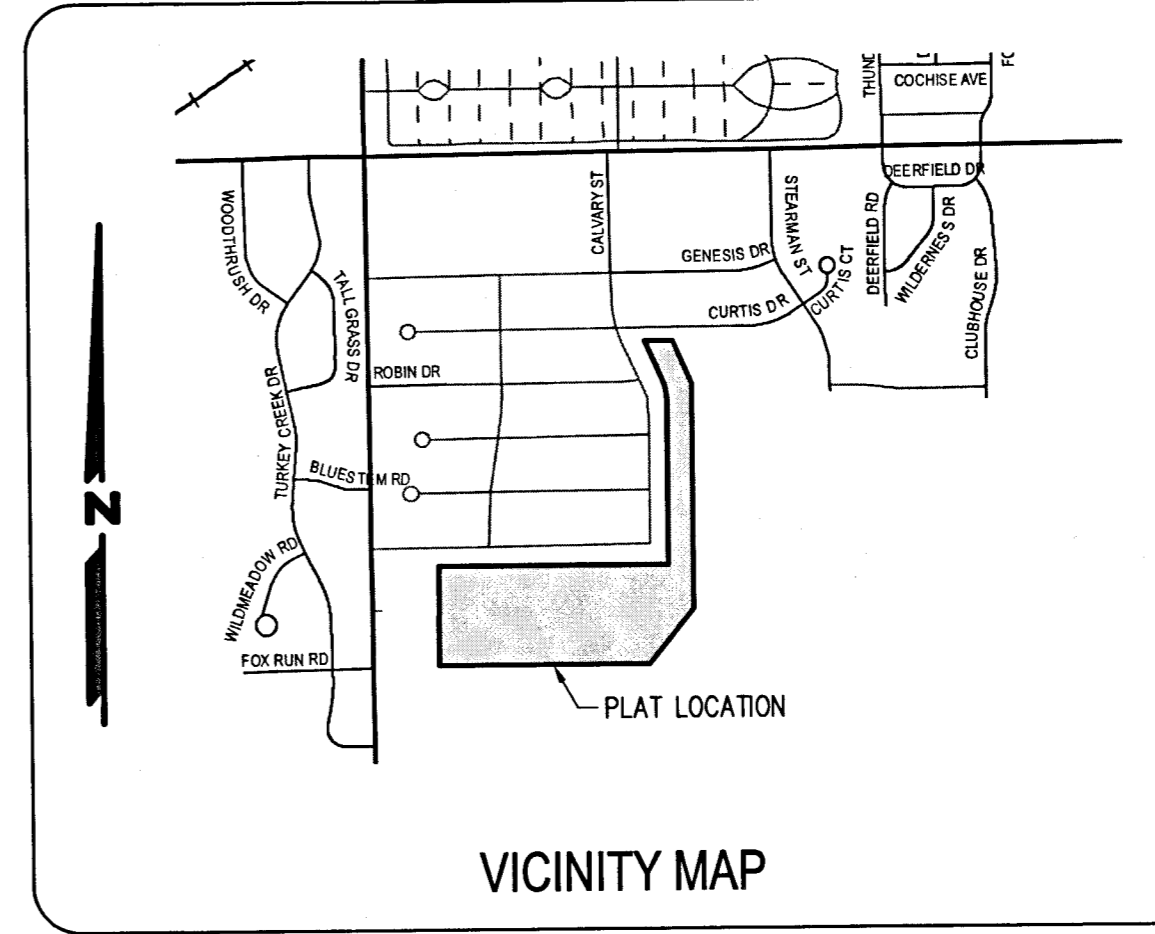 THUND
FO
COCHISE AVE
DEERFIELD DR
WOODTHRUSH DR
CALVARY ST
STEARMAN ST
DEERFIELD RD
WILDERNESS DR
GENESIS DR
CURTIS CT
TALL GRASS DR
CURTIS DR
CLUBHOUSE DR
ROBIN DR
TURKEY CREEK DR
BLUESTEM RD
N
WILDMEADOW RD
FOX RUN RD
PLAT LOCATION
VICINITY MAP